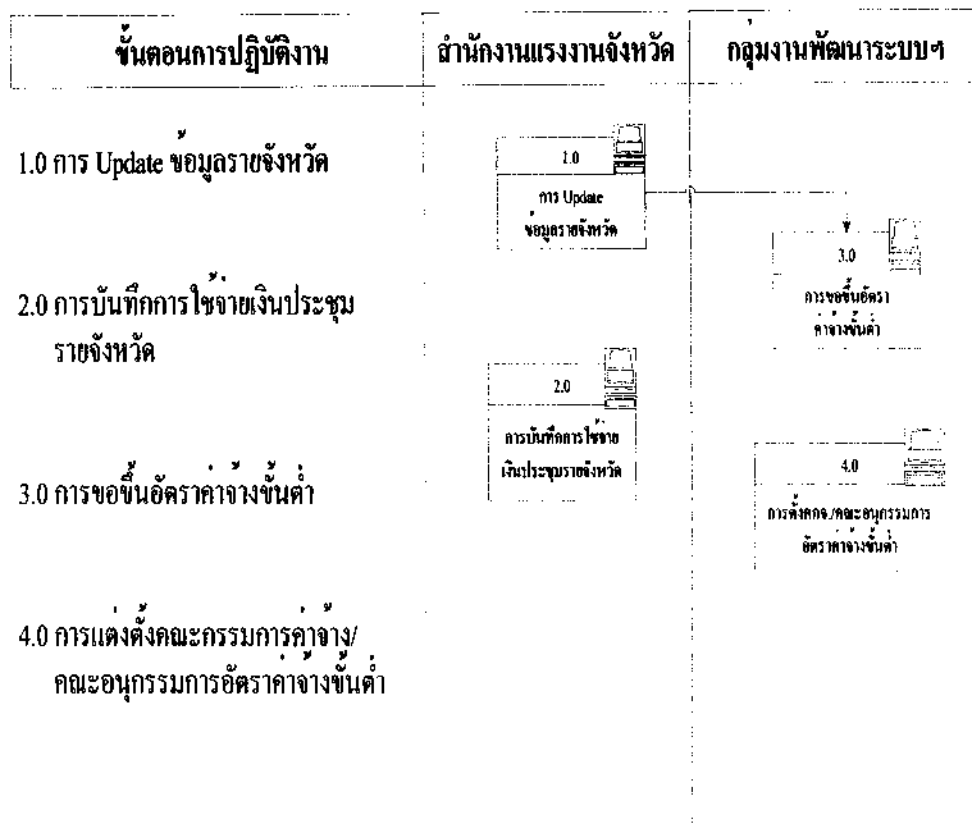 ขั้นตอนการปฏิบัติงาน
สำนักงานแรงงานจังหวัด
กลุ่มงานพัฒนาระบบฯ
1.0 การ Update ข้อมูลรายจังหวัด
2.0 การบันทึกการใช้จ่ายเงินประชุม
รายจังหวัด
3.0 การขอขึ้นอัตราค่าจ้างขั้นต่ำ
4.0 การแต่งตั้งคณะกรรมการค่าจ้าง/
คณะอนุกรรมการอัตราค่าจ้างขั้นต่ำ
1.0
การ Update
ข้อมูลรายจังหวัด
2.0
การบันทึกการใช้จ่าย
เงินประชุมรายจังหวัด
3.0
การขอขึ้นอัตรา
ค่าจ้างขั้นต่ำ
4.0
การตั้งคกจ./คณะอนุกรรมการ
อัตราค่าจ้างขั้นต่ำ